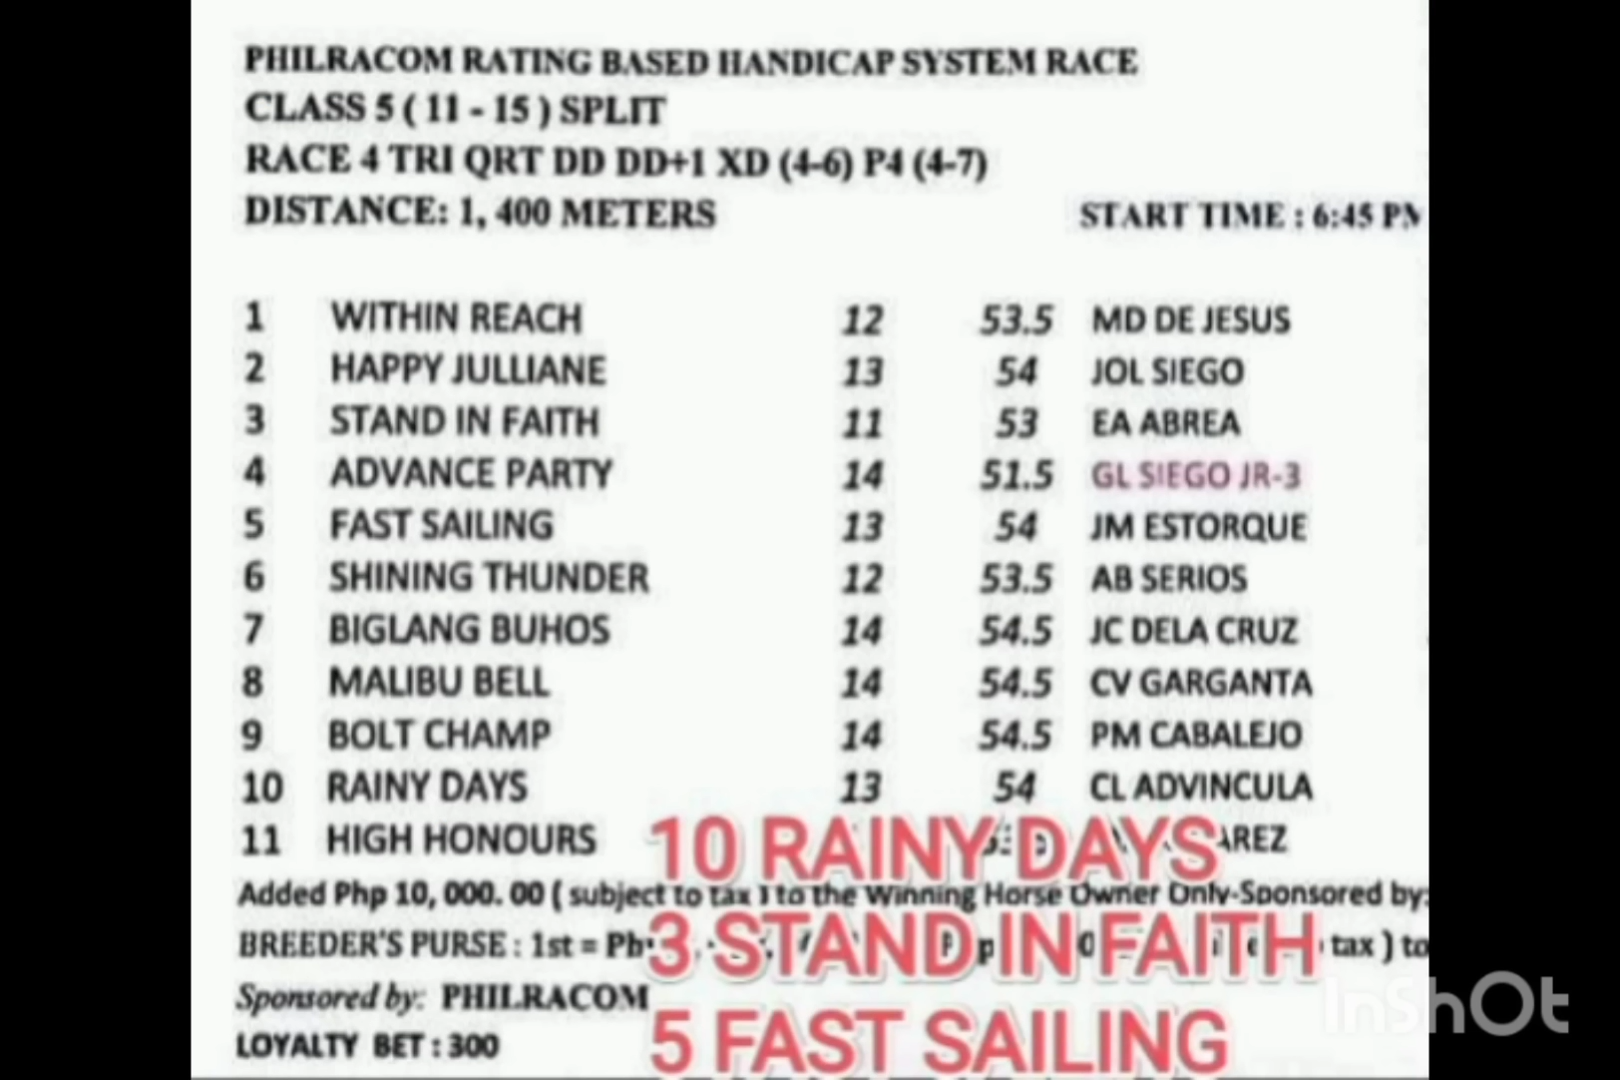 PHILRACOM RATING BASED HANDICAP SYSTEM RACE
CLASS 5 ( 11 - 15 ) SPLIT
RACE 4 TRI QRT DD DD+1 XD (4-6) P4 (4-7)
DISTANCE: 1, 400 METERS START TIME : 6:45 PM
1 WITHIN REACH 12 53.5 MD DE JESUS
2 HAPPY JULLIANE 13 54 JOL SIEGO
3 STAND IN FAITH 11 53 EA ABREA
4 ADVANCE PARTY 14 51.5 GL SIEGO JR-3
5 FAST SAILING 13 54 JM ESTORQUE
6 SHINING THUNDER 12 53.5 AB SERIOS
7 BIGLANG BUHOS 14 54.5 JC DELA CRUZ
8 MALIBU BELL 14 54.5 CV GARGANTA
9 BOLT CHAMP 14 54.5 PM CABALEJO
10 RAINY DAYS 13 54 CL ADVINCULA
11 HIGH HONOURS
10 RAINY DAYS
Added Php 10, 000. 00 ( subject to tax ) to the Winning Horse Owner Only-Sponsored by:
3 STAND IN FAITH
BREEDER'S PURSE : 1st = tax ) to
Sponsored by: PHILRACOM
5 FAST SAILING
LOYALTY BET : 300
InShOt